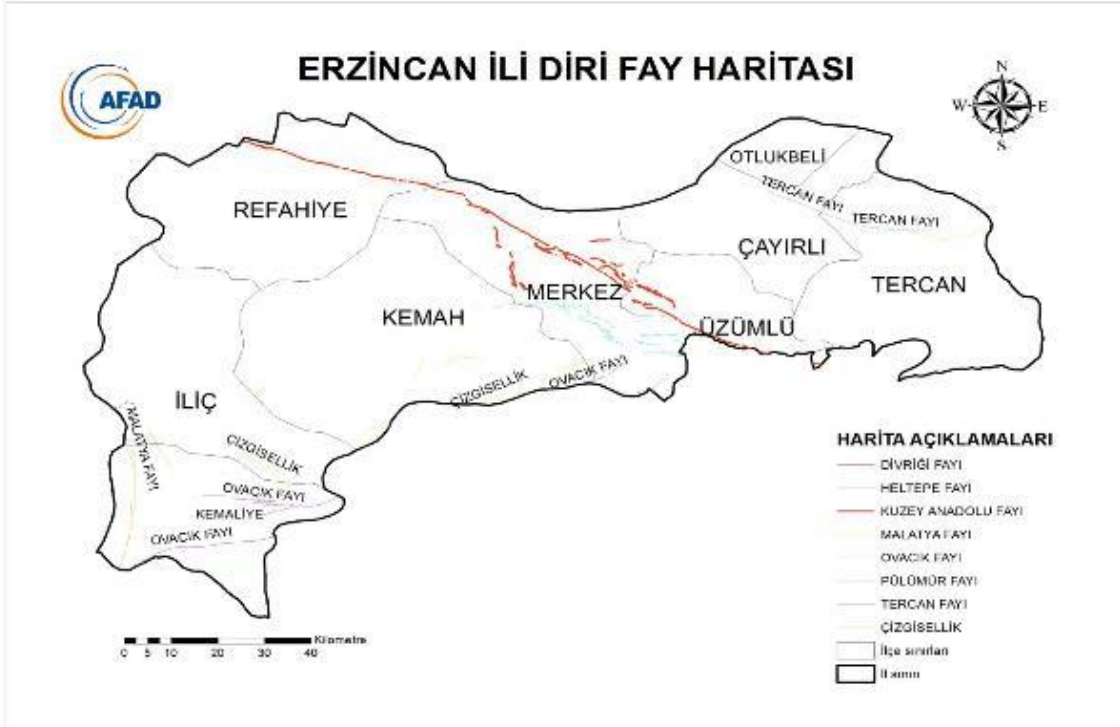 ERZİNCAN İLİ DİRİ FAY HARİTASI
AFAD
N
W
E
S
OTLUKBELİ
TERCAN FAYI
TERCAN FAYI
REFAHİYE
ÇAYIRLI
TERCAN
MERKEZ
KEMAH
ÜZÜMLÜ
OVACIK FAYI
ÇİZGİSELLİK
İLİÇ
MALATYA FAYI
ÇİZGİSELLİK
OVACIK FAYI
KEMALİYE
OVACIK FAYI
HARİTA AÇIKLAMALARI
DİVRİĞİ FAYI
HELTEPE FAYI
KUZEY ANADOLU FAYI
MALATYA FAYI
OVACIK FAYI
PÜLÜMÜR FAYI
TERCAN FAYI
ÇİZGİSELLİK
İlçe sınırları
İl sınırı
Kilometre
0 5 10 20 30 40